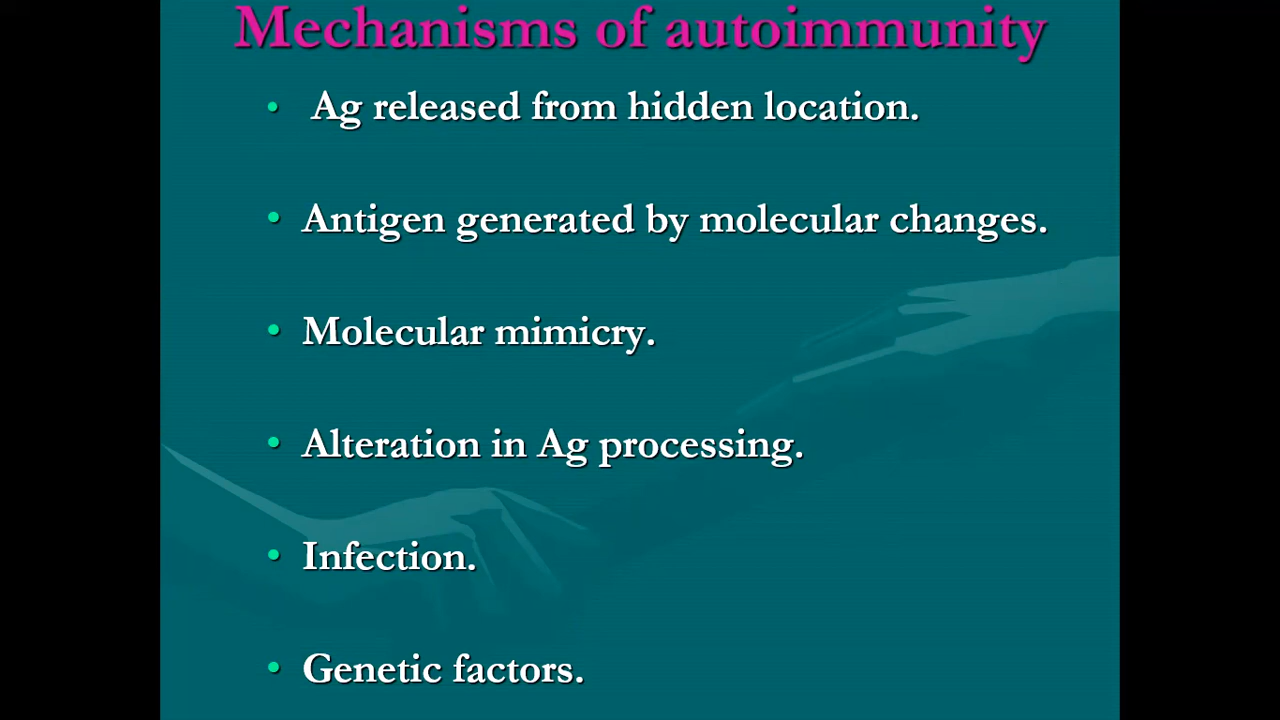 Mechanisms of autoimmunity
• Ag released from hidden location.
• Antigen generated by molecular changes.
• Molecular mimicry.
• Alteration in Ag processing.
• Infection.
• Genetic factors.